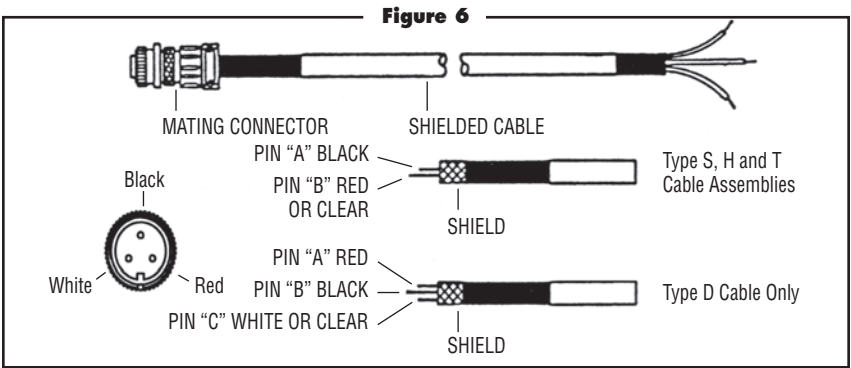 Figure 6
MATING CONNECTOR
SHIELDED CABLE
PIN “A” BLACK
PIN “B” RED
OR CLEAR
SHIELD
Type S, H and T
Cable Assemblies
Black
White
Red
PIN “A” RED
PIN “B” BLACK
PIN “C” WHITE OR CLEAR
SHIELD
Type D Cable Only